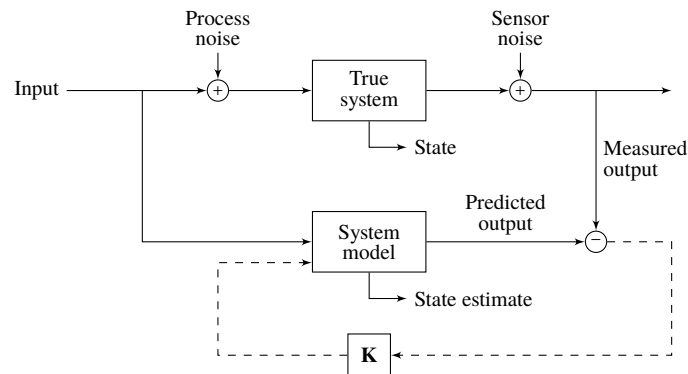 Process
noise
Sensor
noise
Input
+
True
system
+
State
Measured
output
Predicted
output
System
model
−
State estimate
K